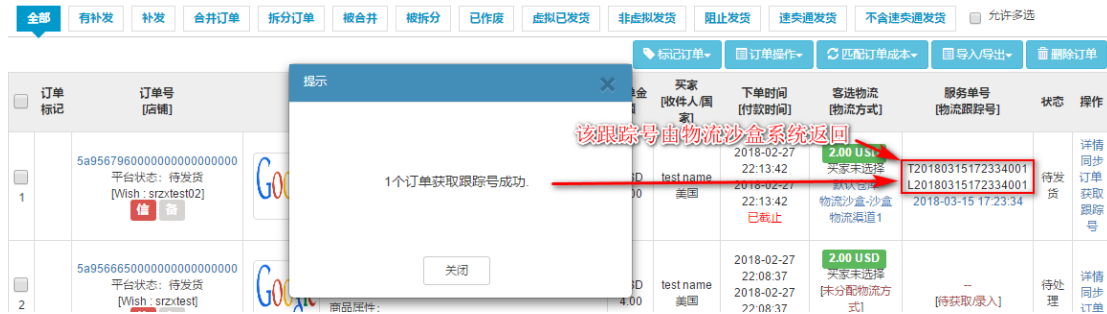 全部 有补发 补发 合并订单 拆分订单 被合并 被拆分 已作废 虚拟已发货 非虚拟发货 阻止发货 速卖通发货 不含速卖通发货 允许多选
标记订单 订单操作 匹配订单成本 导入/导出 删除订单
提示
订单
标记
订单号
[店铺]
单金
额
买家
[收件人/国
家]
下单时间
[付款时间]
客选物流
[物流方式]
服务单号
[物流跟踪号]
状态
操作
该跟踪号由物流沙盒系统返回
1
5a9567960000000000000000
平台状态：待发货
[Wish : srzxtest02]
信 备
1个订单获取跟踪号成功.
关闭
test name
美国
2018-02-27
22:13:42
2018-02-27
22:13:42
已截止
2.00 USD
买家未选择
默认仓库
物流沙盒-沙盒
物流渠道1
T20180315172334001
L20180315172334001
2018-03-15 17:23:34
待发
货
详情
同步
订单
获取
跟踪
号
2
5a9566650000000000000000
平台状态：待发货
[Wish : srzxtest]
商品属性：
4.00
test name
美国
2018-02-27
22:08:37
2018-02-27
22:08:37
2.00 USD
买家未选择
[未分配物流方
式]
--
[待获取/录入]
待处
理
详情
同步
订单